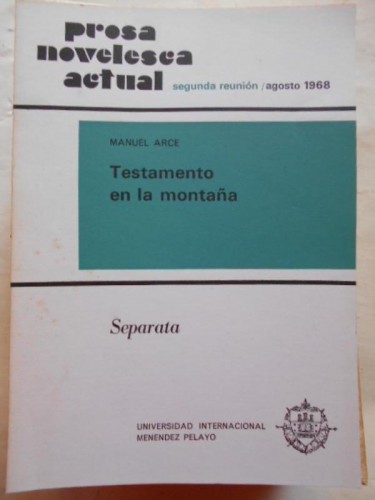 prosa
novelesca
actual segunda reunión / agosto 1968
MANUEL ARCE
Testamento
en la montaña
Separata
UNIVERSIDAD INTERNACIONAL
MENENDEZ PELAYO